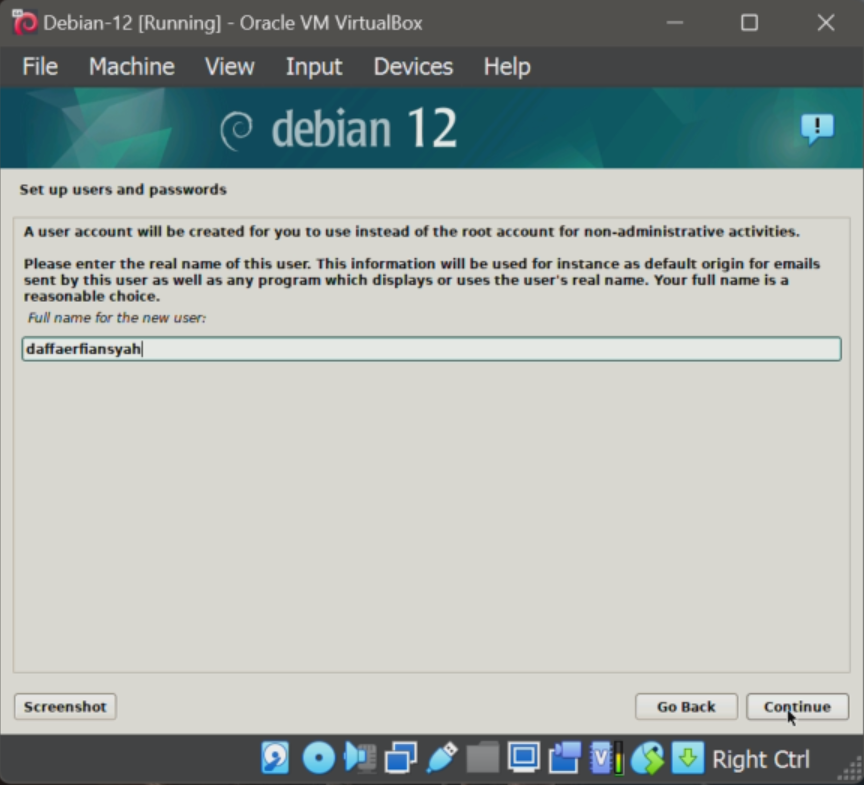 Debian-12 [Running] - Oracle VM VirtualBox
File Machine View Input Devices Help
debian 12
!
Set up users and passwords
A user account will be created for you to use instead of the root account for non-administrative activities.
Please enter the real name of this user. This information will be used for instance as default origin for emails
sent by this user as well as any program which displays or uses the user's real name. Your full name is a
reasonable choice.
Full name for the new user:
daffaerfiansyah
Screenshot Go Back Continue
V Right Ctrl